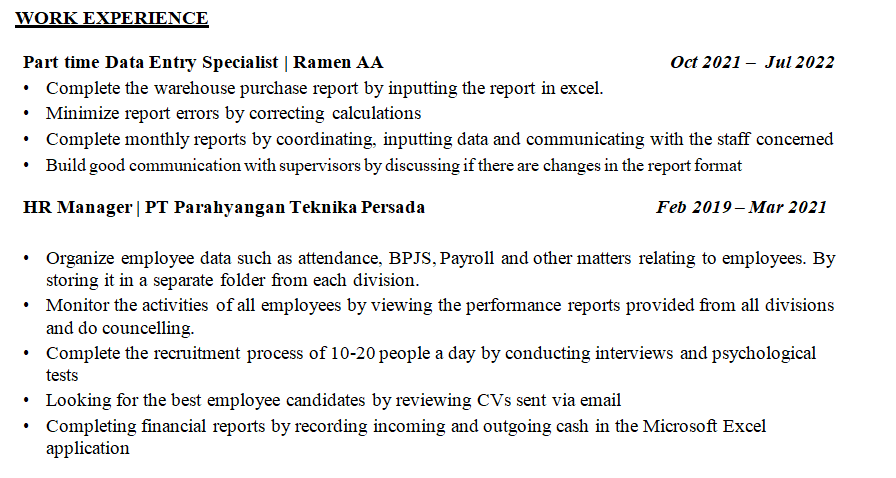 WORK EXPERIENCE
Part time Data Entry Specialist | Ramen AA Oct 2021 – Jul 2022
• Complete the warehouse purchase report by inputting the report in excel.
• Minimize report errors by correcting calculations
• Complete monthly reports by coordinating, inputting data and communicating with the staff concerned
• Build good communication with supervisors by discussing if there are changes in the report format
HR Manager | PT Parahyangan Teknika Persada Feb 2019 – Mar 2021
• Organize employee data such as attendance, BPJS, Payroll and other matters relating to employees. By
storing it in a separate folder from each division.
• Monitor the activities of all employees by viewing the performance reports provided from all divisions
and do councelling.
• Complete the recruitment process of 10-20 people a day by conducting interviews and psychological
tests
• Looking for the best employee candidates by reviewing CVs sent via email
• Completing financial reports by recording incoming and outgoing cash in the Microsoft Excel
application